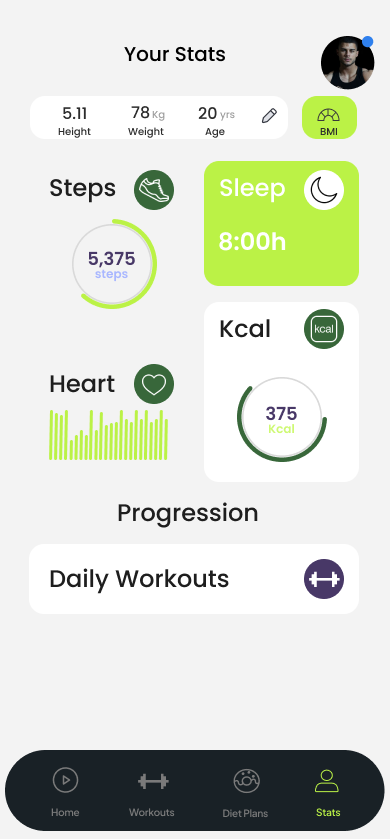 Your Stats
5.11
Height
78 Kg
Weight
20 yrs
Age
BMI
Steps
5,375
steps
Sleep
8:00h
Kcal
kcal
375
Kcal
Heart
Progression
Daily Workouts
Home
Workouts
Diet Plans
Stats